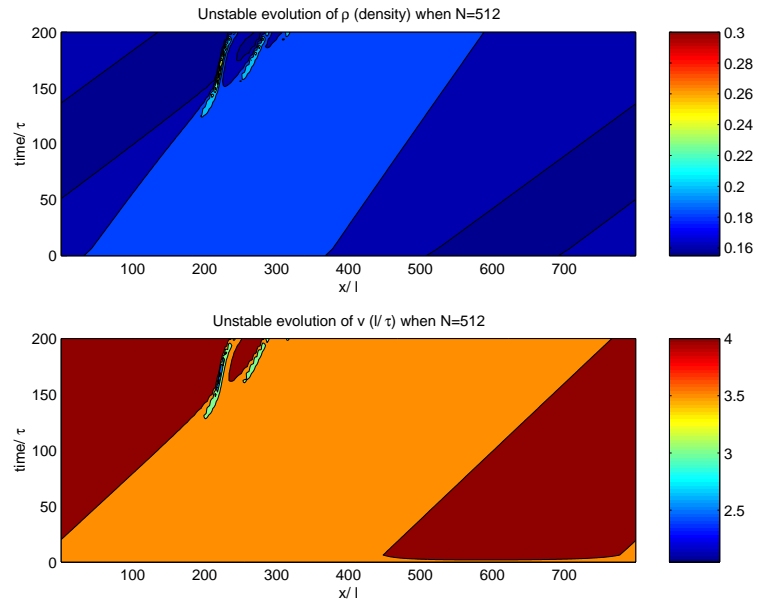 Unstable evolution of ρ (density) when N=512
200
150
100
50
0
time/ τ
100 200 300 400 500 600 700
x/ l
0.3
0.28
0.26
0.24
0.22
0.2
0.18
0.16
Unstable evolution of v (l/ τ) when N=512
200
150
100
50
0
time/ τ
100 200 300 400 500 600 700
x/ l
4
3.5
3
2.5